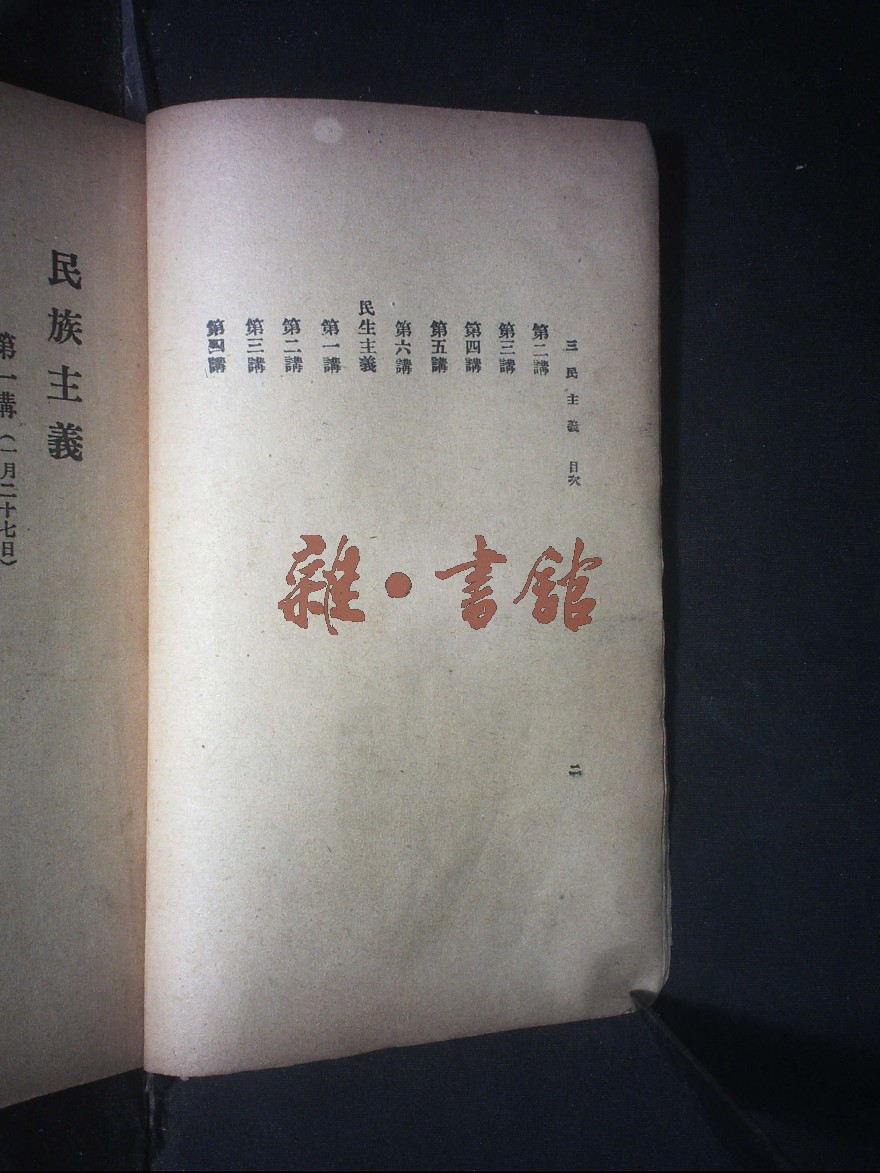 三民主義 目次
第二講
第三講
第四講
第五講
第六講
民生主義
第一講
第二講
第三講
第四講
二
雜·書館
民族主義
第一講(一月二十七日)